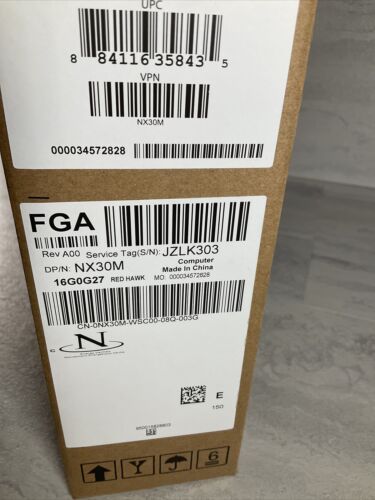 UPC
8 84116 35843 5
VPN
NX30M
000034572828
FGA
Rev A00 Service Tag(S/N): JZLK303
DP/N: NX30M Computer
Made In China
16G0G27 RED HAWK MO: 000034572828
CN-0NX30M-WSC00-08Q-003G
C N
E
150
6